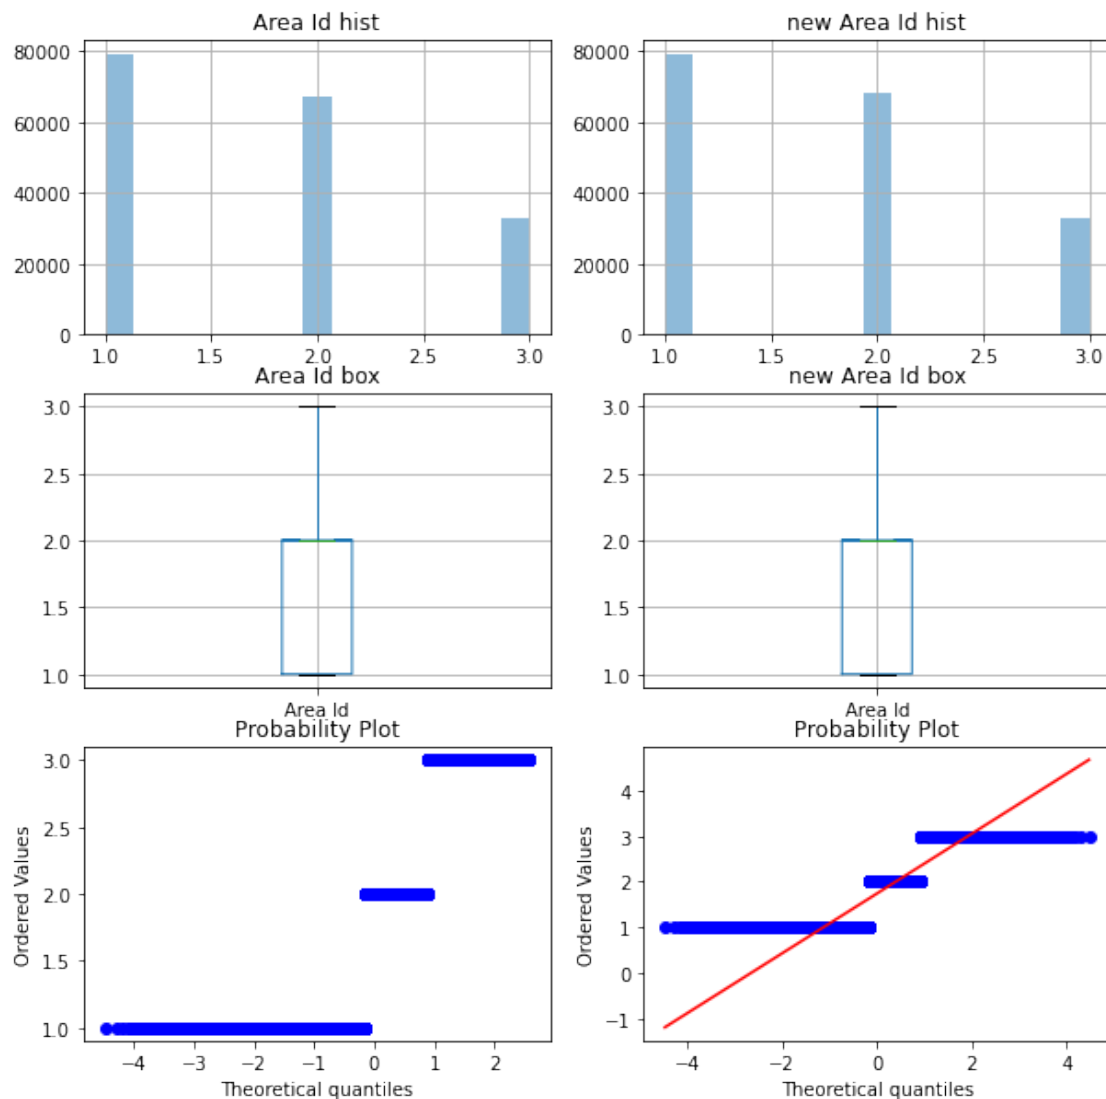 Area Id hist
80000
60000
40000
20000
0
1.0 1.5 2.0 2.5 3.0
new Area Id hist
80000
60000
40000
20000
0
1.0 1.5 2.0 2.5 3.0
Area Id box
3.0
2.5
2.0
1.5
1.0
Area Id
new Area Id box
3.0
2.5
2.0
1.5
1.0
Area Id
Probability Plot
Ordered Values
3.0
2.5
2.0
1.5
1.0
−4 −3 −2 −1 0 1 2
Theoretical quantiles
Probability Plot
Ordered Values
4
3
2
1
0
−1
−4 −2 0 2 4
Theoretical quantiles